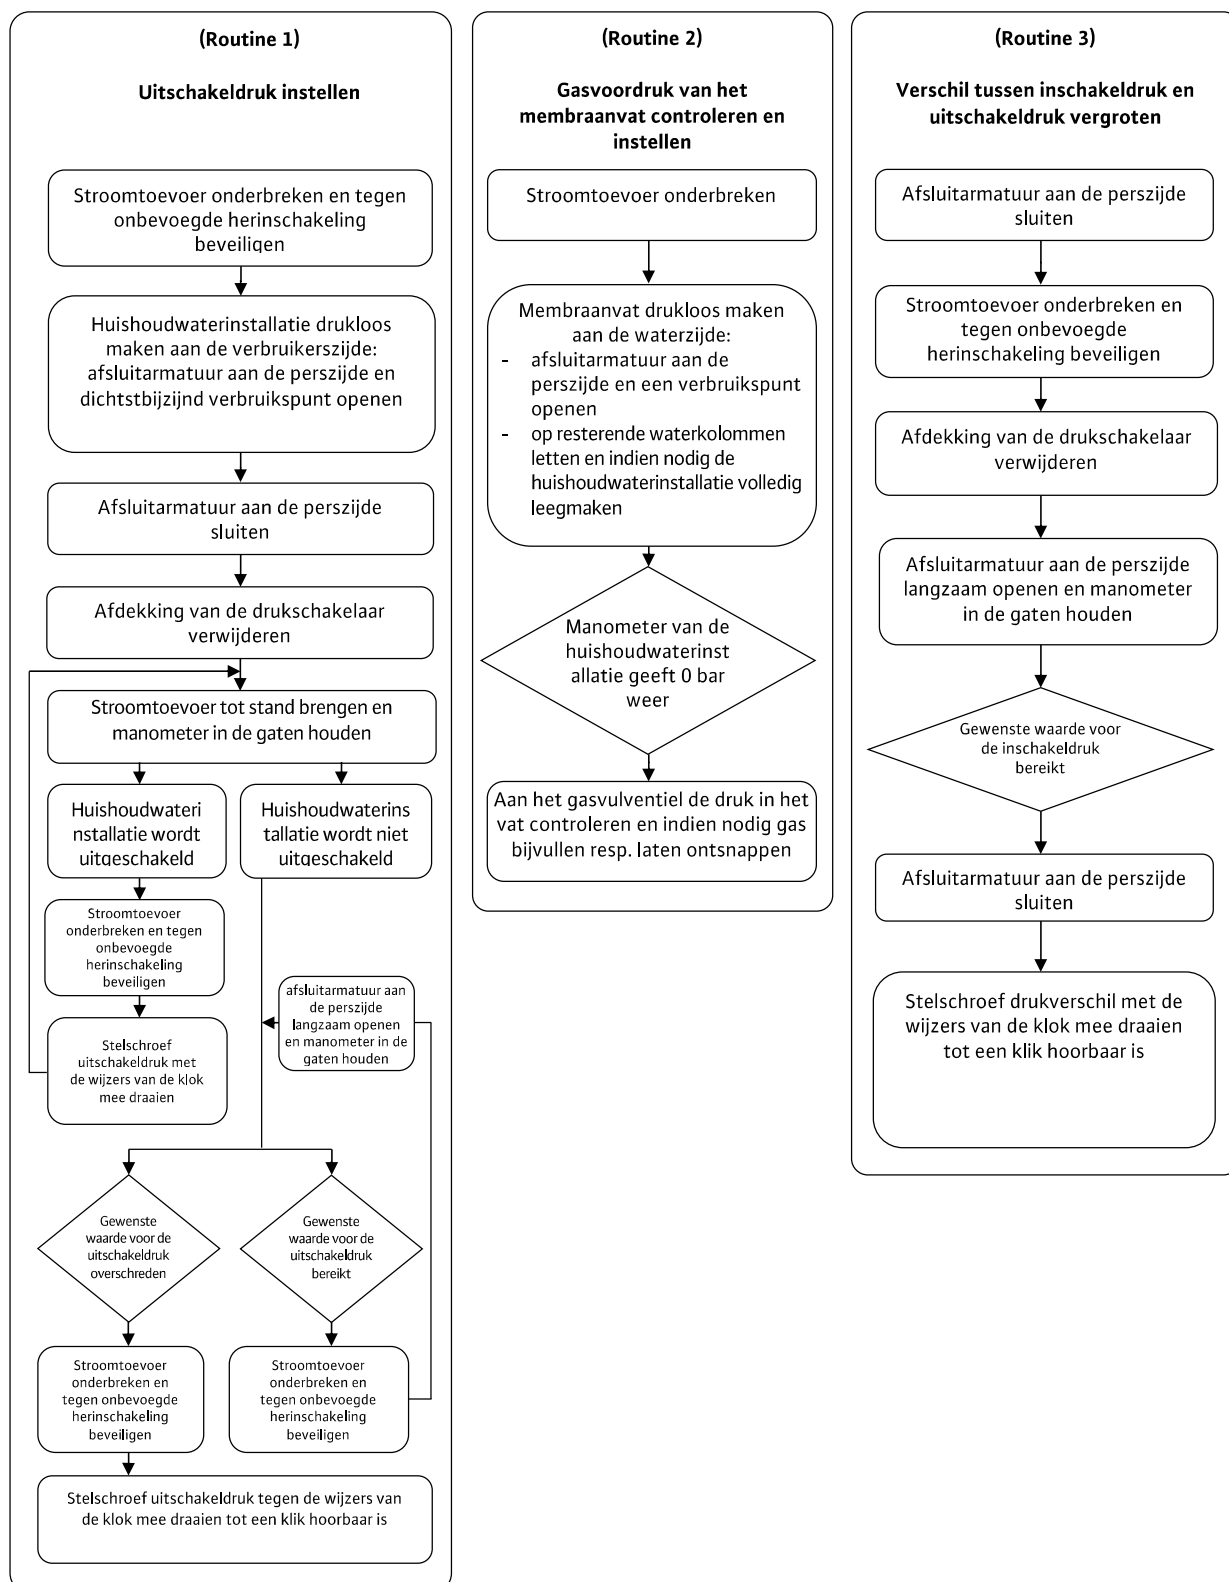 (Routine 1)
Uitschakeldruk instellen
Stroomtoevoer onderbreken en tegen
onbevoegde herinschakeling
beveiligen
Huishoudwaterinstallatie drukloos
maken aan de verbruikerszijde:
afsluitarmatuur aan de perszijde en
dichtstbijzijnd verbruikspunt openen
Afsluitarmatuur aan de perszijde
sluiten
Afdekking van de drukschakelaar
verwijderen
Stroomtoevoer tot stand brengen en
manometer in de gaten houden
Huishoudwateri
nstallatie wordt
uitgeschakeld
Huishoudwaterins
tallatie wordt niet
uitgeschakeld
Stroomtoevoer
onderbreken en tegen
onbevoegde
herinschakeling
beveiligen
afsluitarmatuur aan
de perszijde
langzaam openen
en manometer in de
gaten houden
Stelschroef
uitschakeldruk met
de wijzers van de klok
mee draaien
Gewenste
waarde voor de
uitschakeldruk
overschreden
Gewenste
waarde voor de
uitschakeldruk
bereikt
Stroomtoevoer
onderbreken en
tegen onbevoegde
herinschakeling
beveiligen
Stroomtoevoer
onderbreken en
tegen onbevoegde
herinschakeling
beveiligen
Stelschroef uitschakeldruk tegen de wijzers van
de klok mee draaien tot een klik hoorbaar is
(Routine 2)
Gasvoordruk van het
membraanvat controleren en
instellen
Stroomtoevoer onderbreken
Membraanvat drukloos maken
aan de waterzijde:
- afsluitarmatuur aan de
perszijde en een verbruikspunt
openen
- op resterende waterkolommen
letten en indien nodig de
huishoudwaterinstallatie volledig
leegmaken
Manometer van de
huishoudwaterinst
allatie geeft 0 bar
weer
Aan het gasvulventiel de druk in het
vat controleren en indien nodig gas
bijvullen resp. laten ontsnappen
(Routine 3)
Verschil tussen inschakeldruk en
uitschakeldruk vergroten
Afsluitarmatuur aan de perszijde
sluiten
Stroomtoevoer onderbreken en
tegen onbevoegde
herinschakeling beveiligen
Afdekking van de drukschakelaar
verwijderen
Afsluitarmatuur aan de perszijde
langzaam openen en manometer
in de gaten houden
Gewenste waarde voor
de inschakeldruk
bereikt
Afsluitarmatuur aan de perszijde
sluiten
Stelschroef drukverschil met de
wijzers van de klok mee draaien
tot een klik hoorbaar is